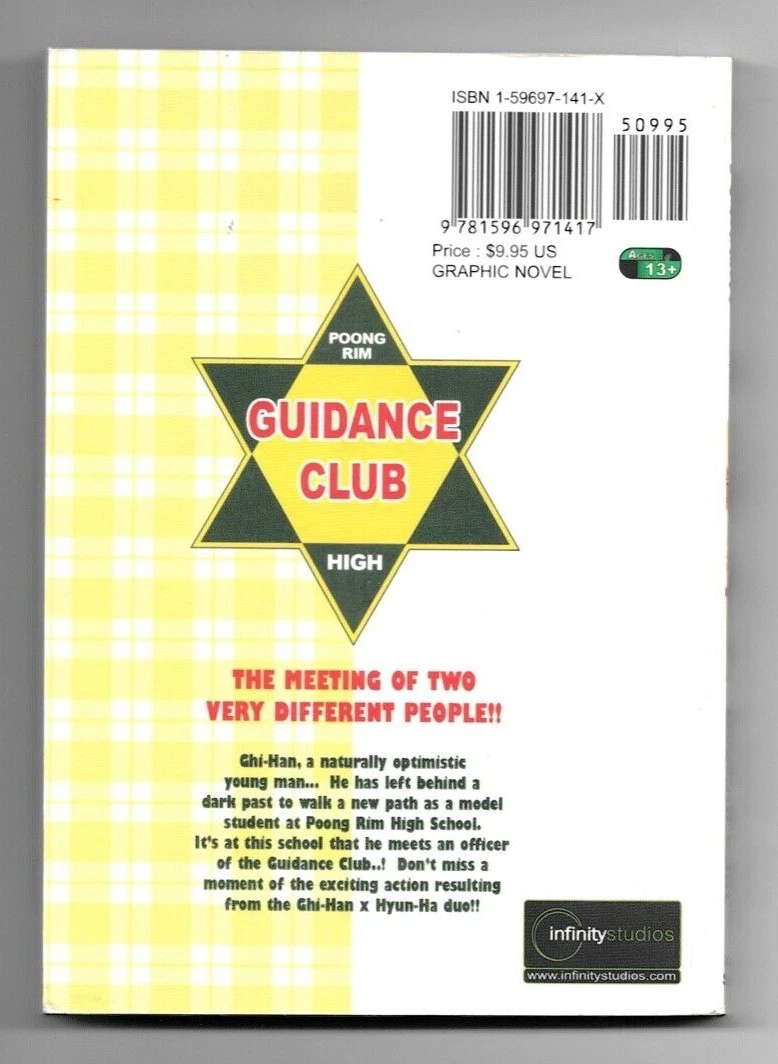 ISBN 1-59697-141-X
50995
9 781596 971417
Price : $9.95 US
GRAPHIC NOVEL
AGES
13+
POONG
RIM
GUIDANCE
CLUB
HIGH
THE MEETING OF TWO
VERY DIFFERENT PEOPLE!!
Ghi-Han, a naturally optimistic
young man... He has left behind a
dark past to walk a new path as a model
student at Poong Rim High School.
It's at this school that he meets an officer
of the Guidance Club..! Don't miss a
moment of the exciting action resulting
from the Ghi-Han x Hyun-Ha duo!!
infinitystudios
www.infinitystudios.com